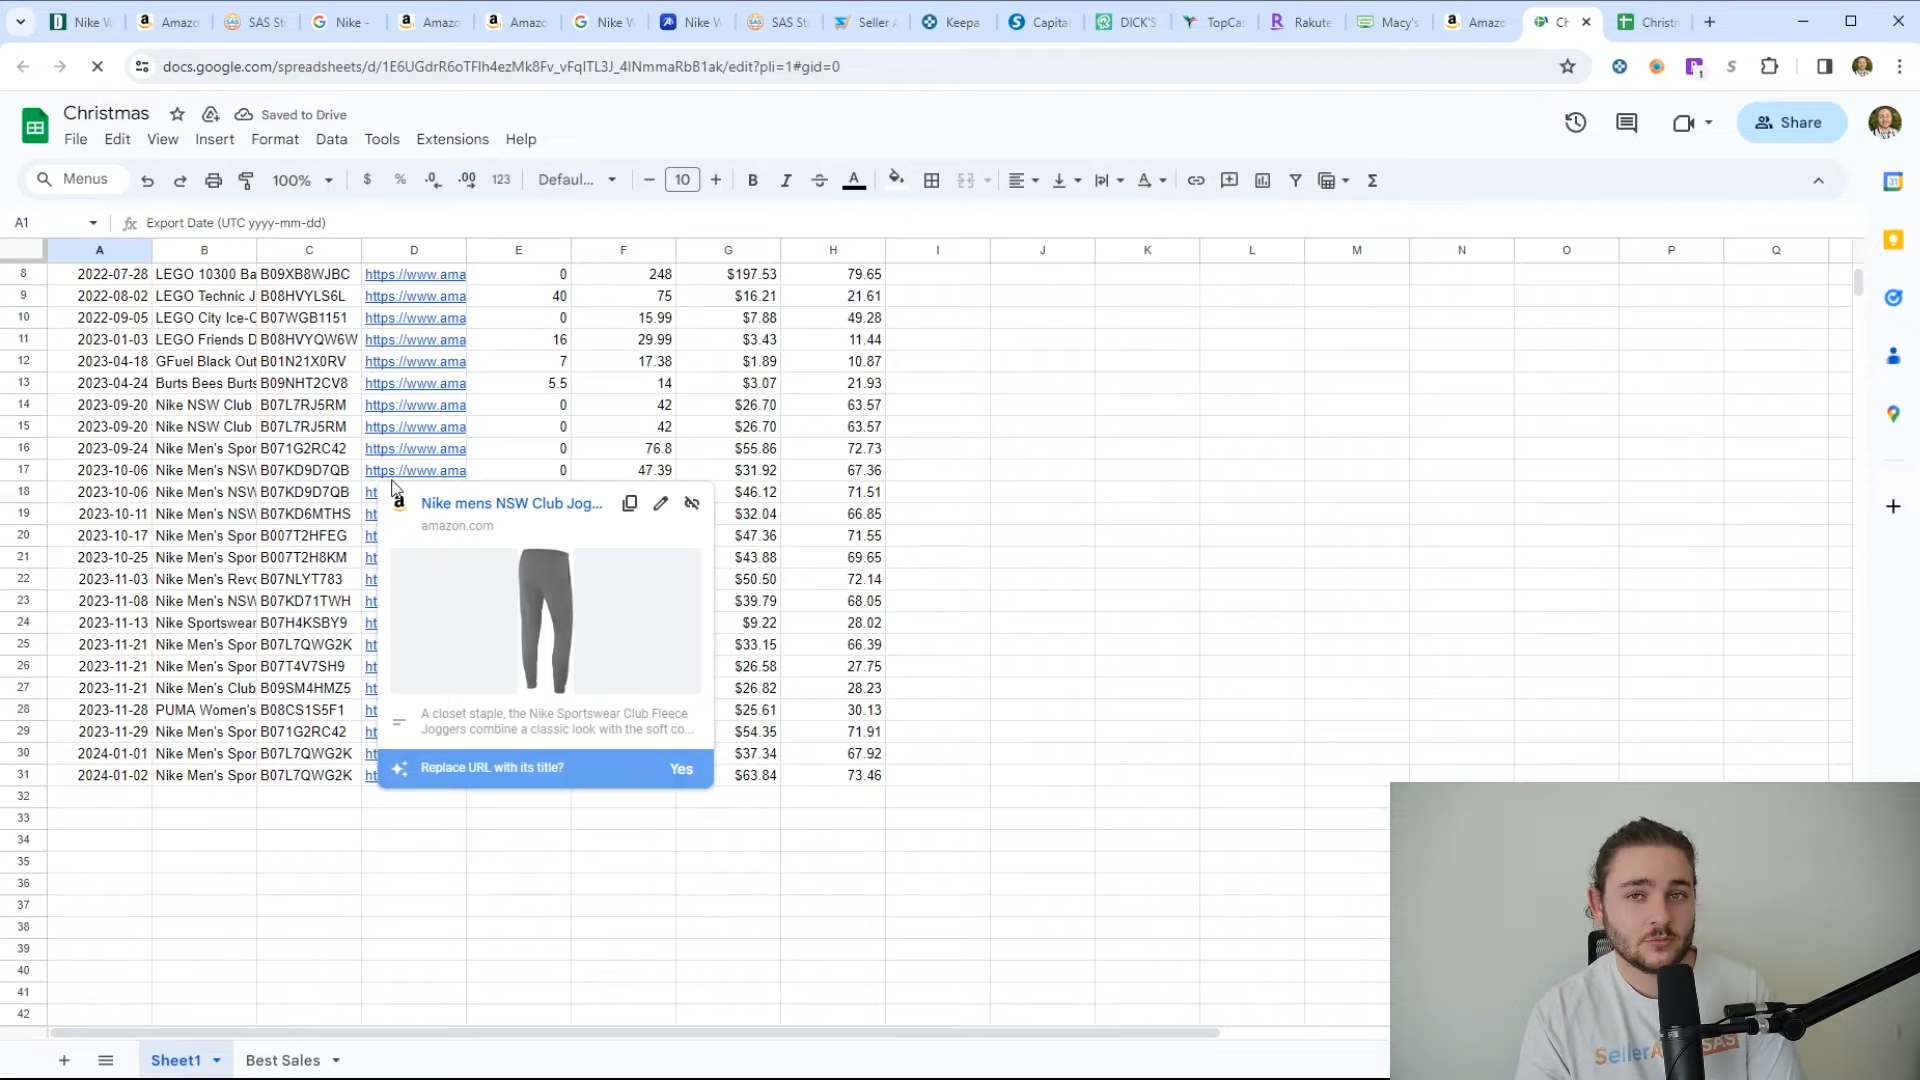 Nike W
Amazo
SAS St
Nike -
Amazo
Amazo
Nike W
Nike W
SAS St
Seller A
Keepa
Capita
DICK'S
TopCas
Rakute
Macy's
Amazo
Ch
Christm
docs.google.com/spreadsheets/d/1E6UGdrR6oTFlh4ezMk8Fv_vFqITL3J_4INmmaRbB1ak/edit?pli=1#gid=0
Christmas
Saved to Drive
File Edit View Insert Format Data Tools Extensions Help
Share
Menus 100% $ % .0 .00 123 Defaul... 10 B I A
A1 fx Export Date (UTC yyyy-mm-dd)
A B C D E F G H I J K L M N O P Q
8 2022-07-28 LEGO 10300 Ba B09XB8WJBC https://www.ama 0 248 $197.53 79.65
9 2022-08-02 LEGO Technic J B08HVYLS6L https://www.ama 40 75 $16.21 21.61
10 2022-09-05 LEGO City Ice-C B07WGB1151 https://www.ama 0 15.99 $7.88 49.28
11 2023-01-03 LEGO Friends D B08HVYQW6W https://www.ama 16 29.99 $3.43 11.44
12 2023-04-18 GFuel Black Out B01N21X0RV https://www.ama 7 17.38 $1.89 10.87
13 2023-04-24 Burts Bees Burts B09NHT2CV8 https://www.ama 5.5 14 $3.07 21.93
14 2023-09-20 Nike NSW Club B07L7RJ5RM https://www.ama 0 42 $26.70 63.57
15 2023-09-20 Nike NSW Club B07L7RJ5RM https://www.ama 0 42 $26.70 63.57
16 2023-09-24 Nike Men's Spor B071G2RC42 https://www.ama 0 76.8 $55.86 72.73
17 2023-10-06 Nike Men's NSW B07KD9D7QB https://www.ama 0 47.39 $31.92 67.36
18 2023-10-06 Nike Men's NSW B07KD9D7QB ht $46.12 71.51
19 2023-10-11 Nike Men's NSW B07KD6MTHS ht $32.04 66.85
20 2023-10-17 Nike Men's Spor B007T2HFEG ht $47.36 71.55
21 2023-10-25 Nike Men's Spor B007T2H8KM ht $43.88 69.65
22 2023-11-03 Nike Men's Revo B07NLYT783 ht $50.50 72.14
23 2023-11-08 Nike Men's NSW B07KD71TWH ht $39.79 68.05
24 2023-11-13 Nike Sportswear B07H4KSBY9 ht $9.22 28.02
25 2023-11-21 Nike Men's Spor B07L7QWG2K ht $33.15 66.39
26 2023-11-21 Nike Men's Spor B07T4V7SH9 ht $26.58 27.75
27 2023-11-21 Nike Men's Club B09SM4HMZ5 ht $26.82 28.23
28 2023-11-28 PUMA Women's B08CS1S5F1 ht $25.61 30.13
29 2023-11-29 Nike Men's Spor B071G2RC42 ht $54.35 71.91
30 2024-01-01 Nike Men's Spor B07L7QWG2K ht $37.34 67.92
31 2024-01-02 Nike Men's Spor B07L7QWG2K ht $63.84 73.46
Nike mens NSW Club Jog...
amazon.com
A closet staple, the Nike Sportswear Club Fleece
Joggers combine a classic look with the soft co...
Replace URL with its title? Yes
32
33
34
35
36
37
38
39
40
41
42
Sheet1
Best Sales